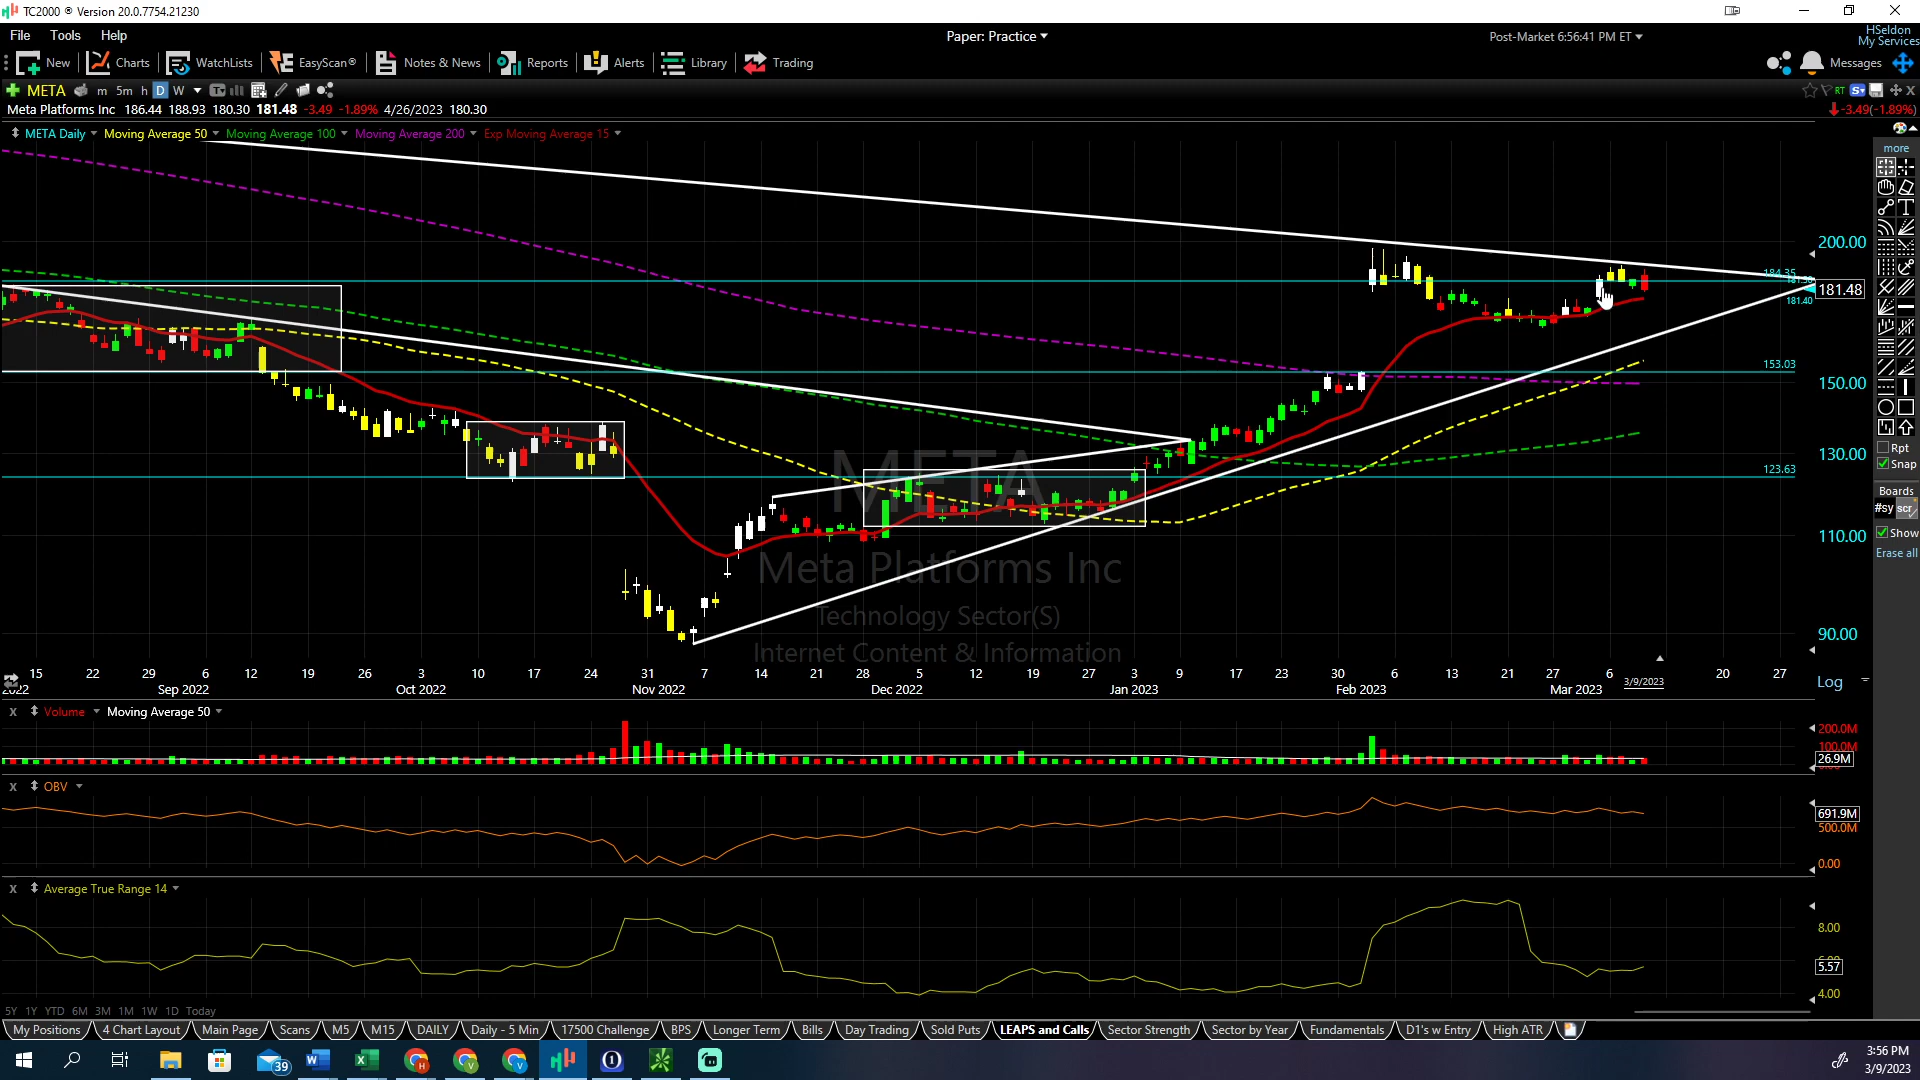 TC2000 ® Version 20.0.7754.21230
File Tools Help
Paper: Practice
Post-Market 6:56:41 PM ET
HSeldon
My Services
New Charts WatchLists EasyScan® Notes & News Reports Alerts Library Trading
Messages
META m 5m h D W
RT
Meta Platforms Inc 186.44 188.93 180.30 181.48 -3.49 -1.89% 4/26/2023 180.30
-3.49(-1.89%)
META Daily Moving Average 50 Moving Average 100 Moving Average 200 Exp Moving Average 15
more
200.00
184.35
181.48
181.40
153.03
150.00
META
130.00
123.63
110.00
Meta Platforms Inc
Technology Sector(S)
Internet Content & Information
90.00
Rpt
Snap
Boards
#sy scr
Show
Erase all
15 22 29 6 12 19 26 3 10 17 24 31 7 14 21 28 5 12 19 27 3 9 17 23 30 6 13 21 27 6 20 27
2022 Sep 2022 Oct 2022 Nov 2022 Dec 2022 Jan 2023 Feb 2023 Mar 2023 3/9/2023
Log
X Volume Moving Average 50
200.0M
100.0M
26.9M
X OBV
691.9M
500.0M
0.00
X Average True Range 14
8.00
5.57
4.00
5Y 1Y YTD 6M 3M 1M 1W 1D Today
My Positions 4 Chart Layout Main Page Scans M5 M15 DAILY Daily - 5 Min 17500 Challenge BPS Longer Term Bills Day Trading Sold Puts LEAPS and Calls Sector Strength Sector by Year Fundamentals D1's w Entry High ATR
39
3:56 PM
3/9/2023